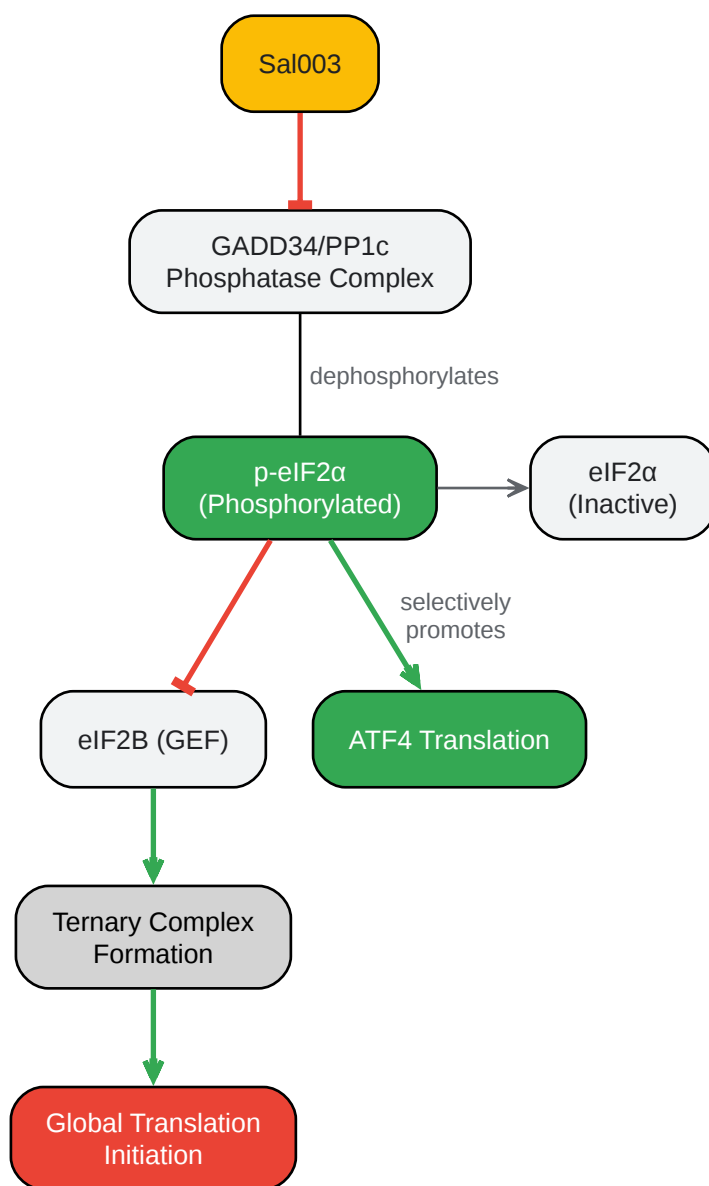 Sal003
GADD34/PP1c
Phosphatase Complex
dephosphorylates
p-eIF2α
(Phosphorylated)
eIF2α
(Inactive)
selectively
promotes
eIF2B (GEF)
ATF4 Translation
Ternary Complex
Formation
Global Translation
Initiation